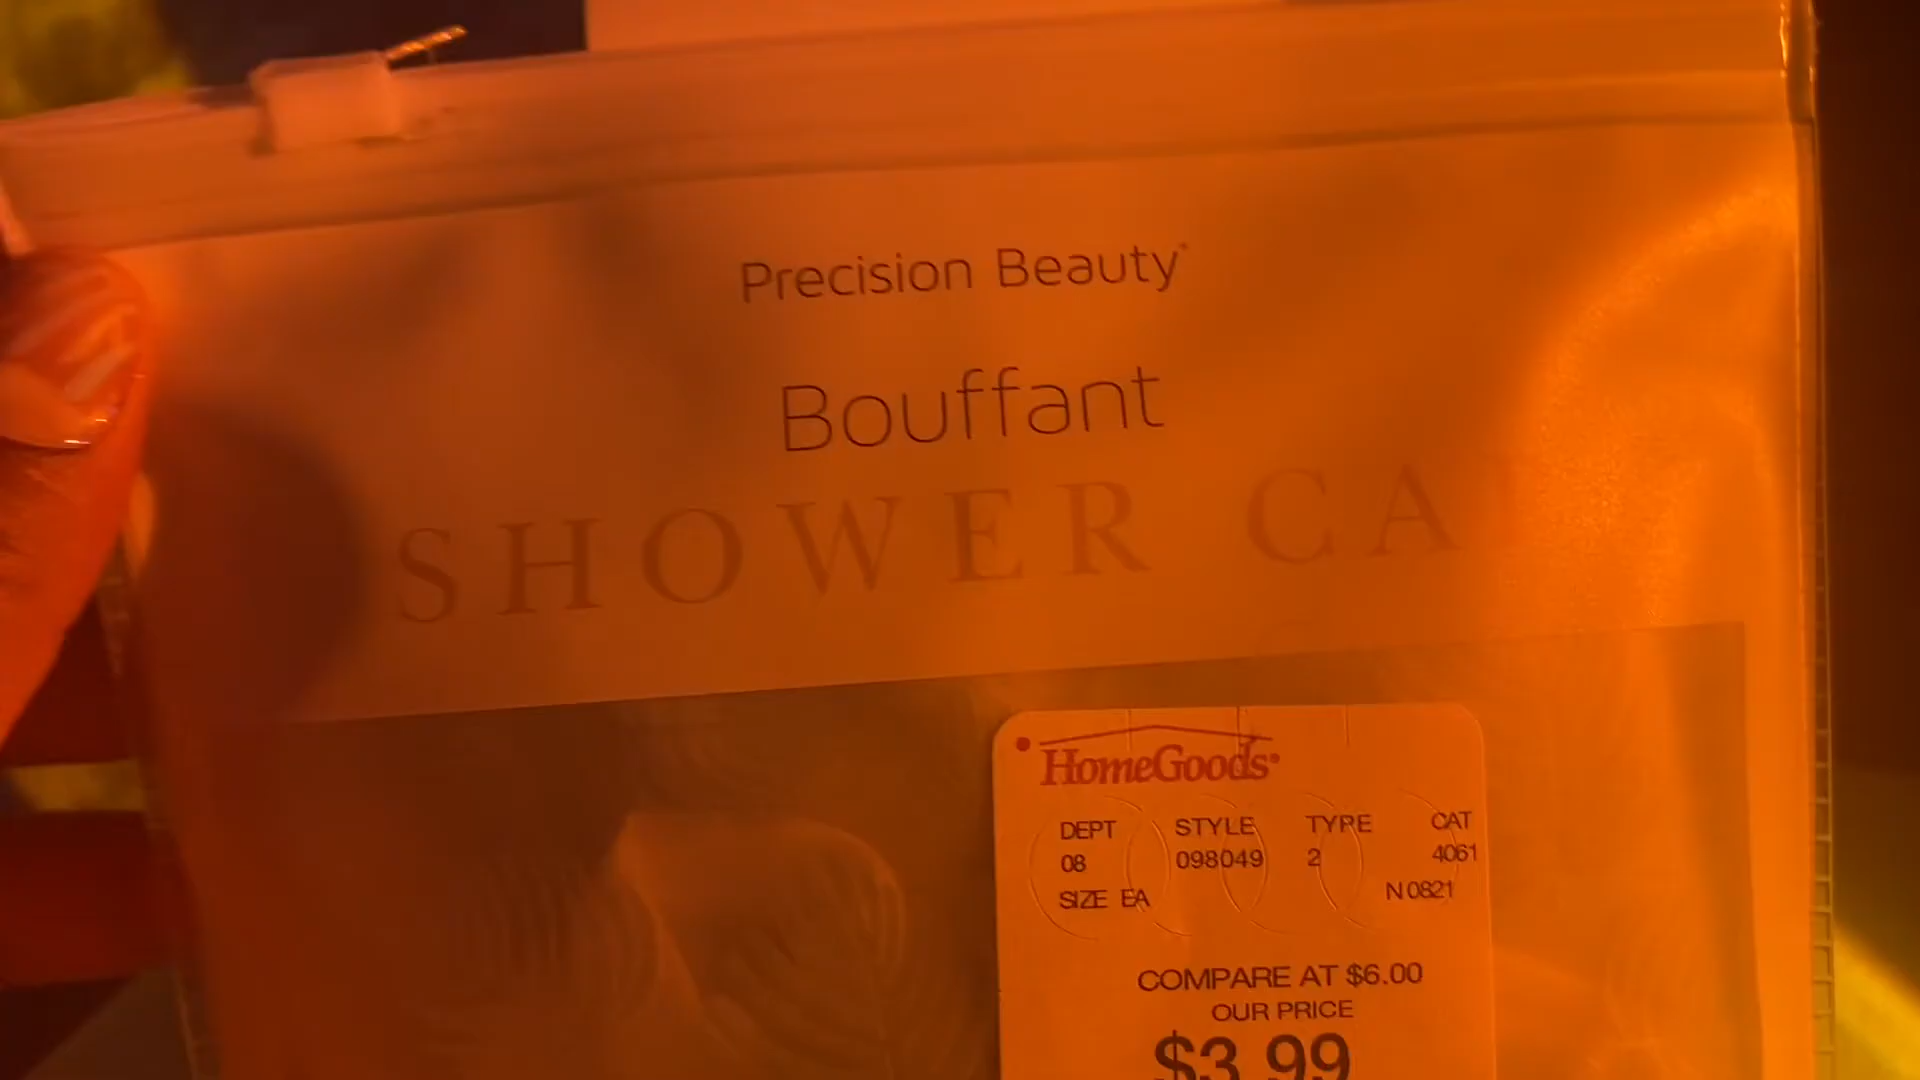 Precision Beauty
Bouffant
SHOWER CA
HomeGoods
DEPT STYLE TYPE CAT
08 098049 2 4061
SIZE EA N 0821
COMPARE AT $6.00
OUR PRICE
$3.99